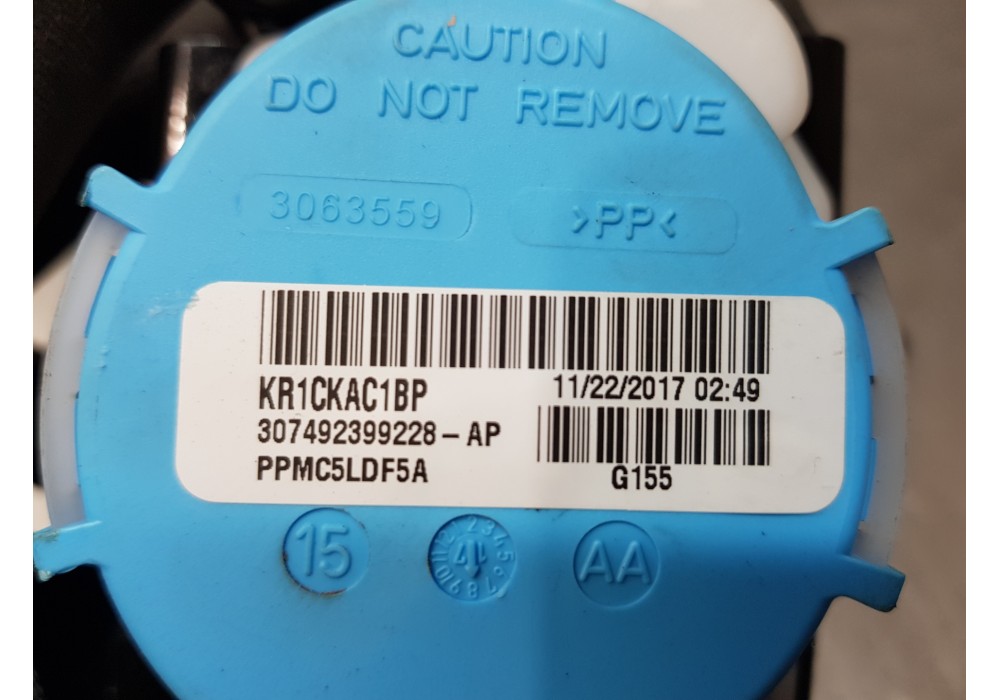 CAUTION
DO NOT REMOVE
3063559 >PP<
KR1CKAC1BP 11/22/2017 02:49
307492399228-AP
PPMC5LDF5A G155
15 AA